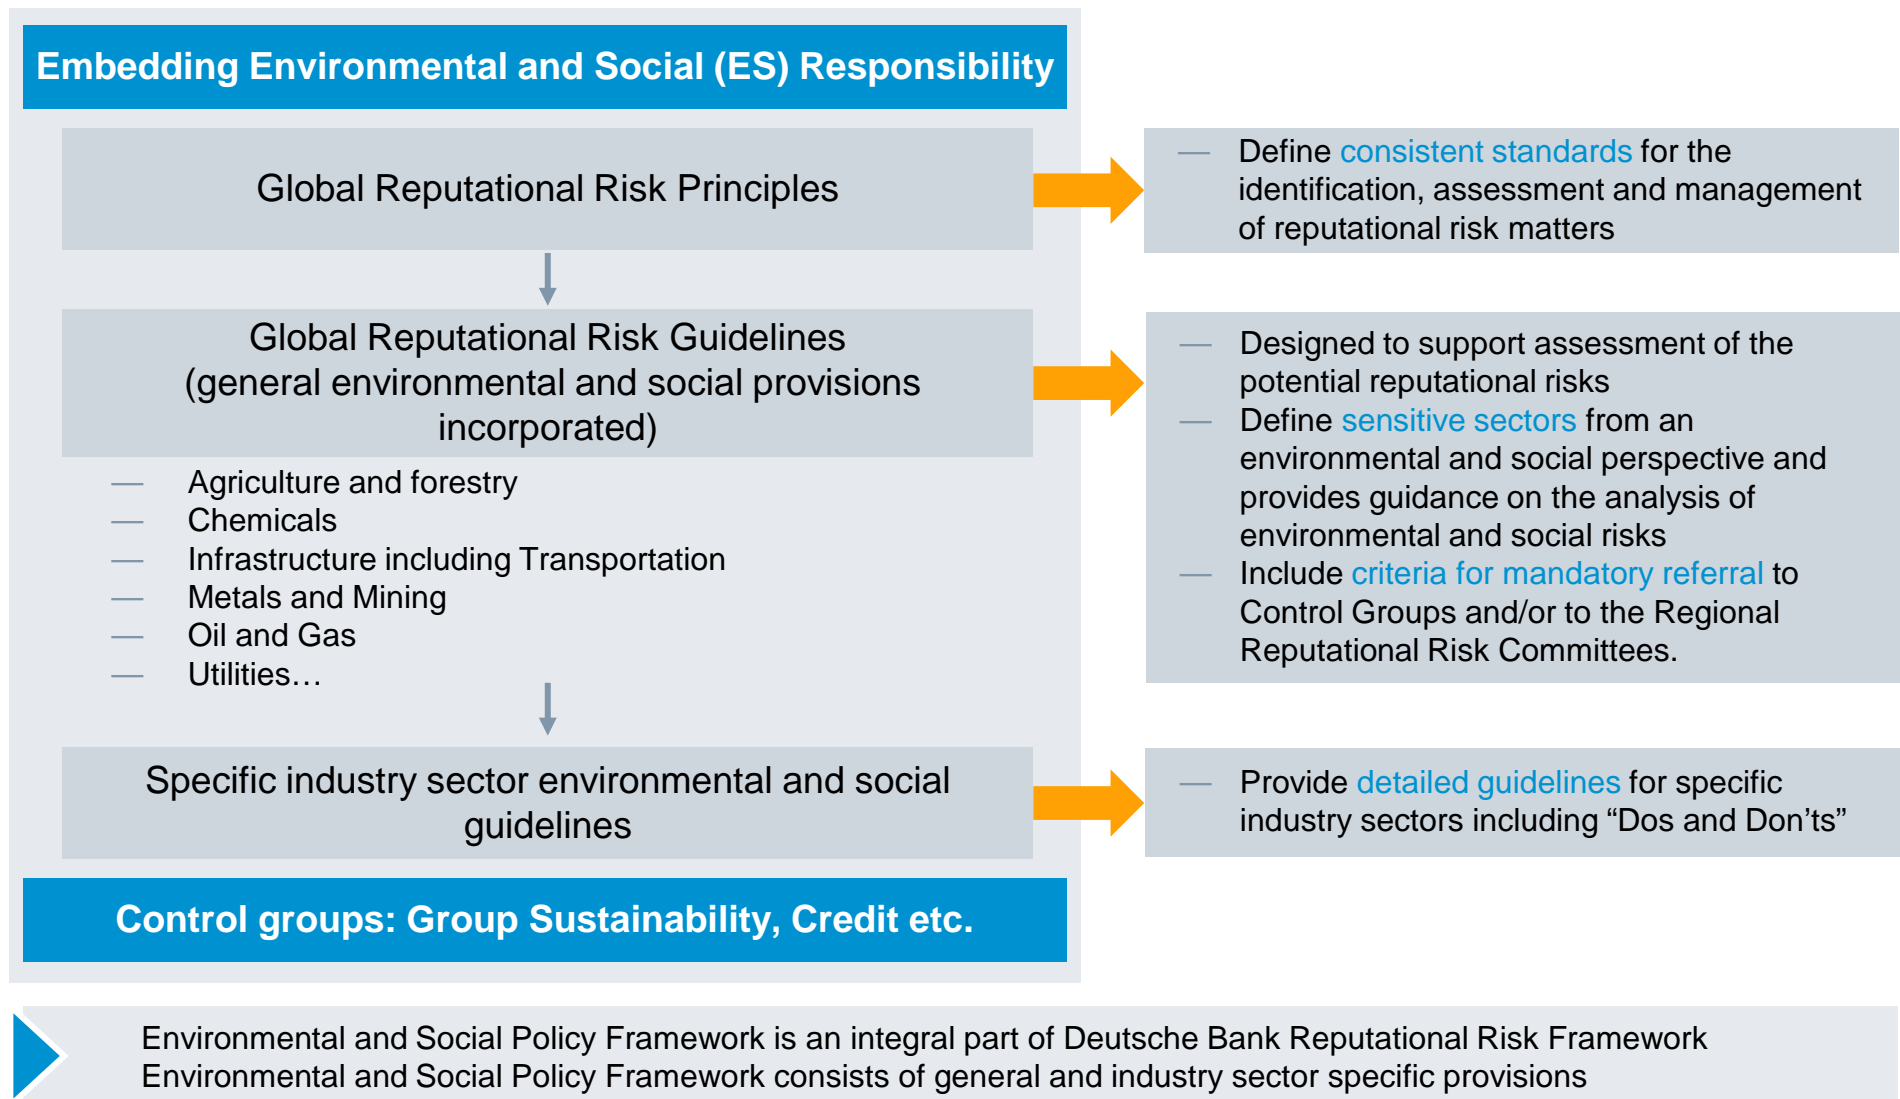 Embedding Environmental and Social (ES) Responsibility
Global Reputational Risk Principles
— Define consistent standards for the
identification, assessment and management
of reputational risk matters
Global Reputational Risk Guidelines
(general environmental and social provisions
incorporated)
— Agriculture and forestry
— Chemicals
— Infrastructure including Transportation
— Metals and Mining
— Oil and Gas
— Utilities…
— Designed to support assessment of the
potential reputational risks
— Define sensitive sectors from an
environmental and social perspective and
provides guidance on the analysis of
environmental and social risks
— Include criteria for mandatory referral to
Control Groups and/or to the Regional
Reputational Risk Committees.
Specific industry sector environmental and social
guidelines
— Provide detailed guidelines for specific
industry sectors including “Dos and Don’ts”
Control groups: Group Sustainability, Credit etc.
Environmental and Social Policy Framework is an integral part of Deutsche Bank Reputational Risk Framework
Environmental and Social Policy Framework consists of general and industry sector specific provisions